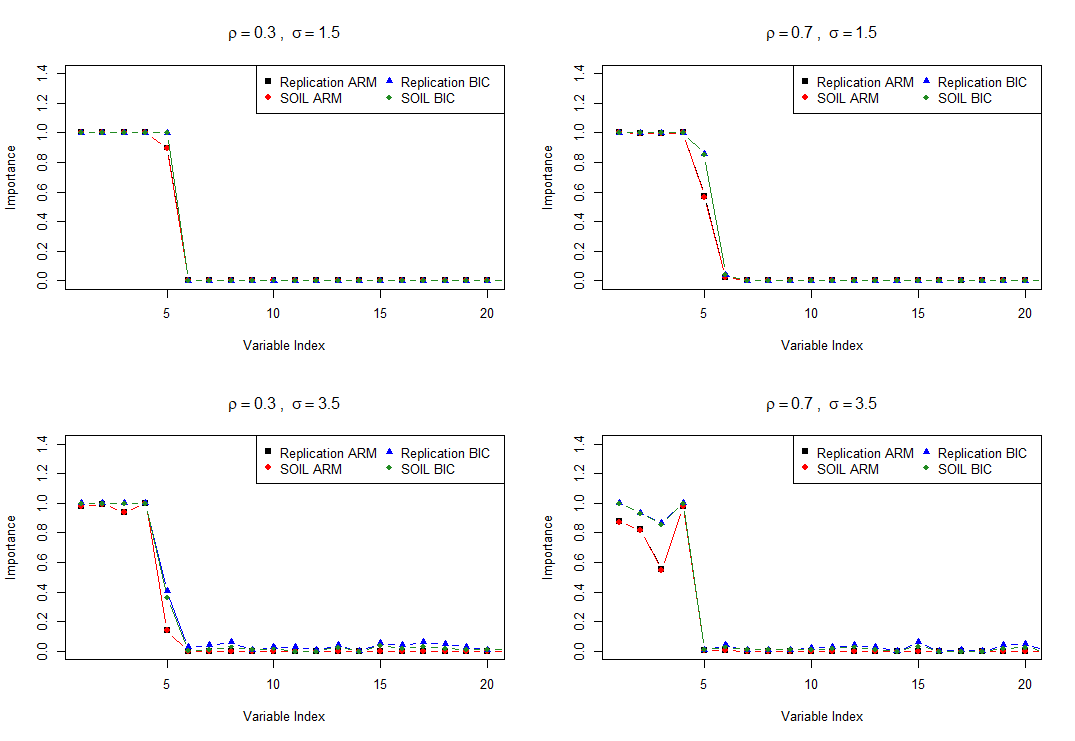 ρ = 0.3 , σ = 1.5
Replication ARM Replication BIC
SOIL ARM SOIL BIC
Importance
1.4
1.2
1.0
0.8
0.6
0.4
0.2
0.0
5 10 15 20
Variable Index
ρ = 0.7 , σ = 1.5
Replication ARM Replication BIC
SOIL ARM SOIL BIC
Importance
1.4
1.2
1.0
0.8
0.6
0.4
0.2
0.0
5 10 15 20
Variable Index
ρ = 0.3 , σ = 3.5
Replication ARM Replication BIC
SOIL ARM SOIL BIC
Importance
1.4
1.2
1.0
0.8
0.6
0.4
0.2
0.0
5 10 15 20
Variable Index
ρ = 0.7 , σ = 3.5
Replication ARM Replication BIC
SOIL ARM SOIL BIC
Importance
1.4
1.2
1.0
0.8
0.6
0.4
0.2
0.0
5 10 15 20
Variable Index